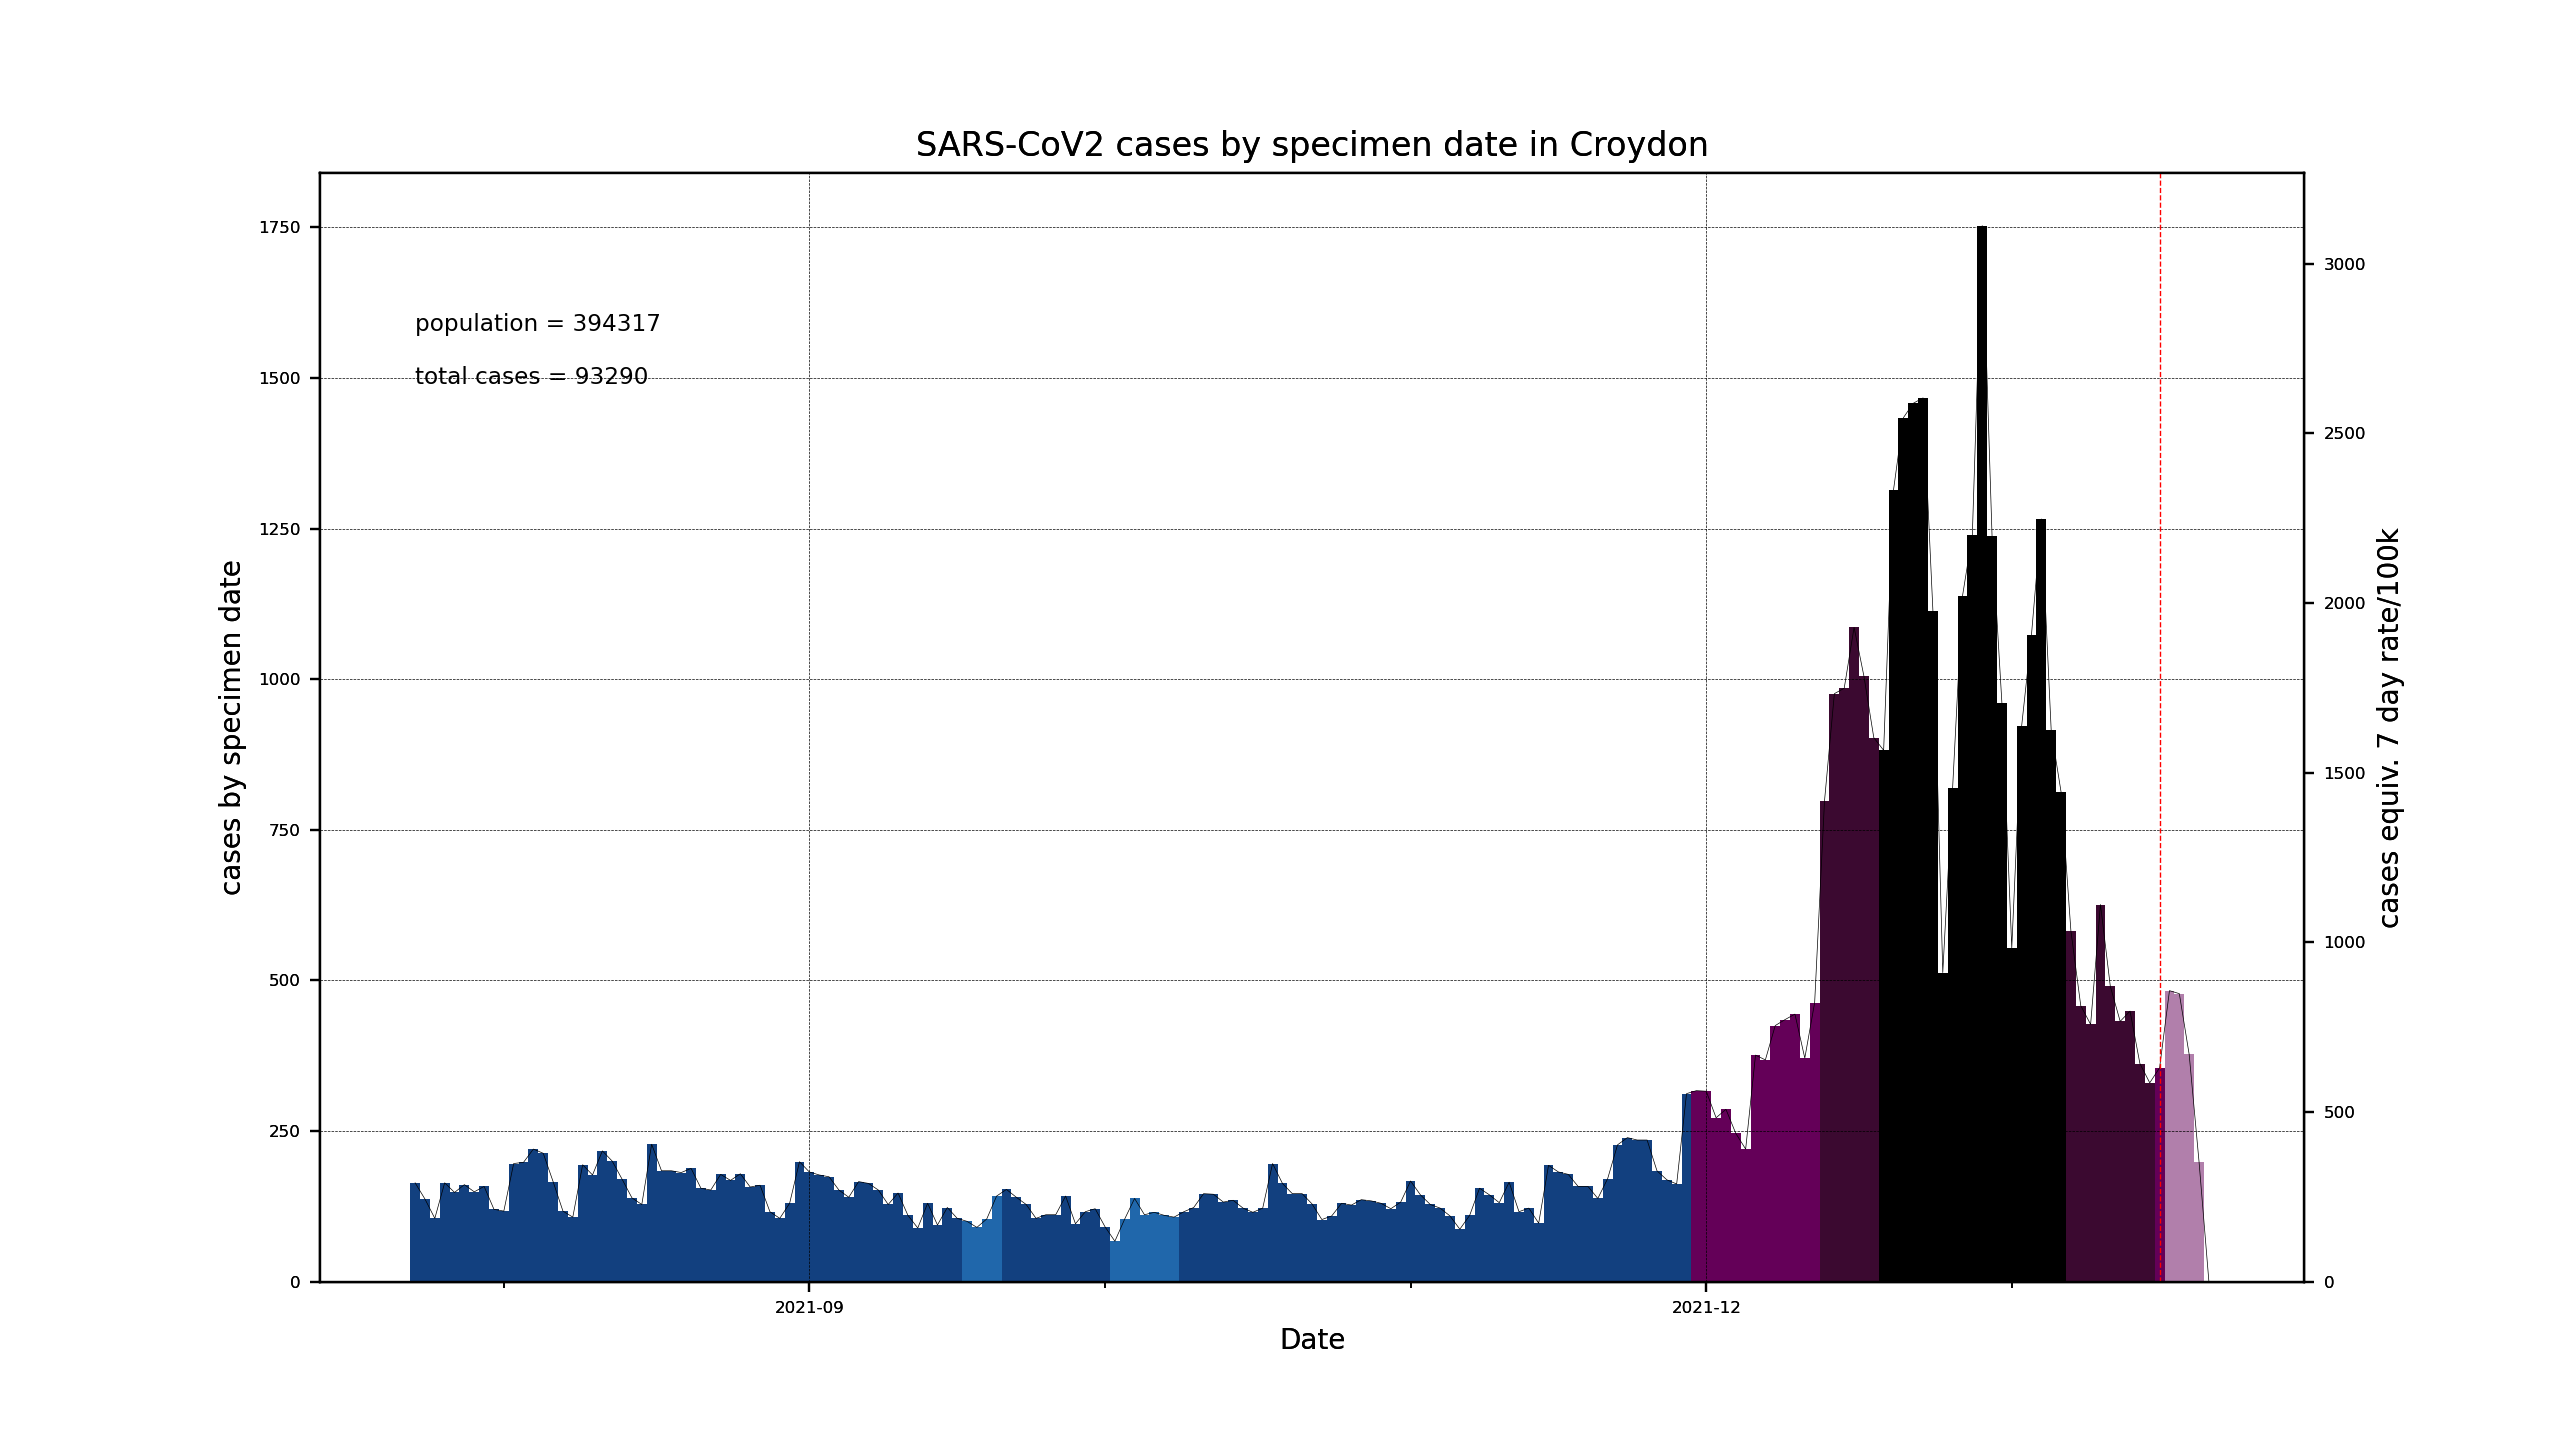 SARS-CoV2 cases by specimen date in Croydon
population = 394317
total cases = 93290
cases by specimen date
1750
1500
1250
1000
750
500
250
0
3000
2500
2000
1500
1000
500
0
cases equiv. 7 day rate/100k
2021-09
2021-12
Date